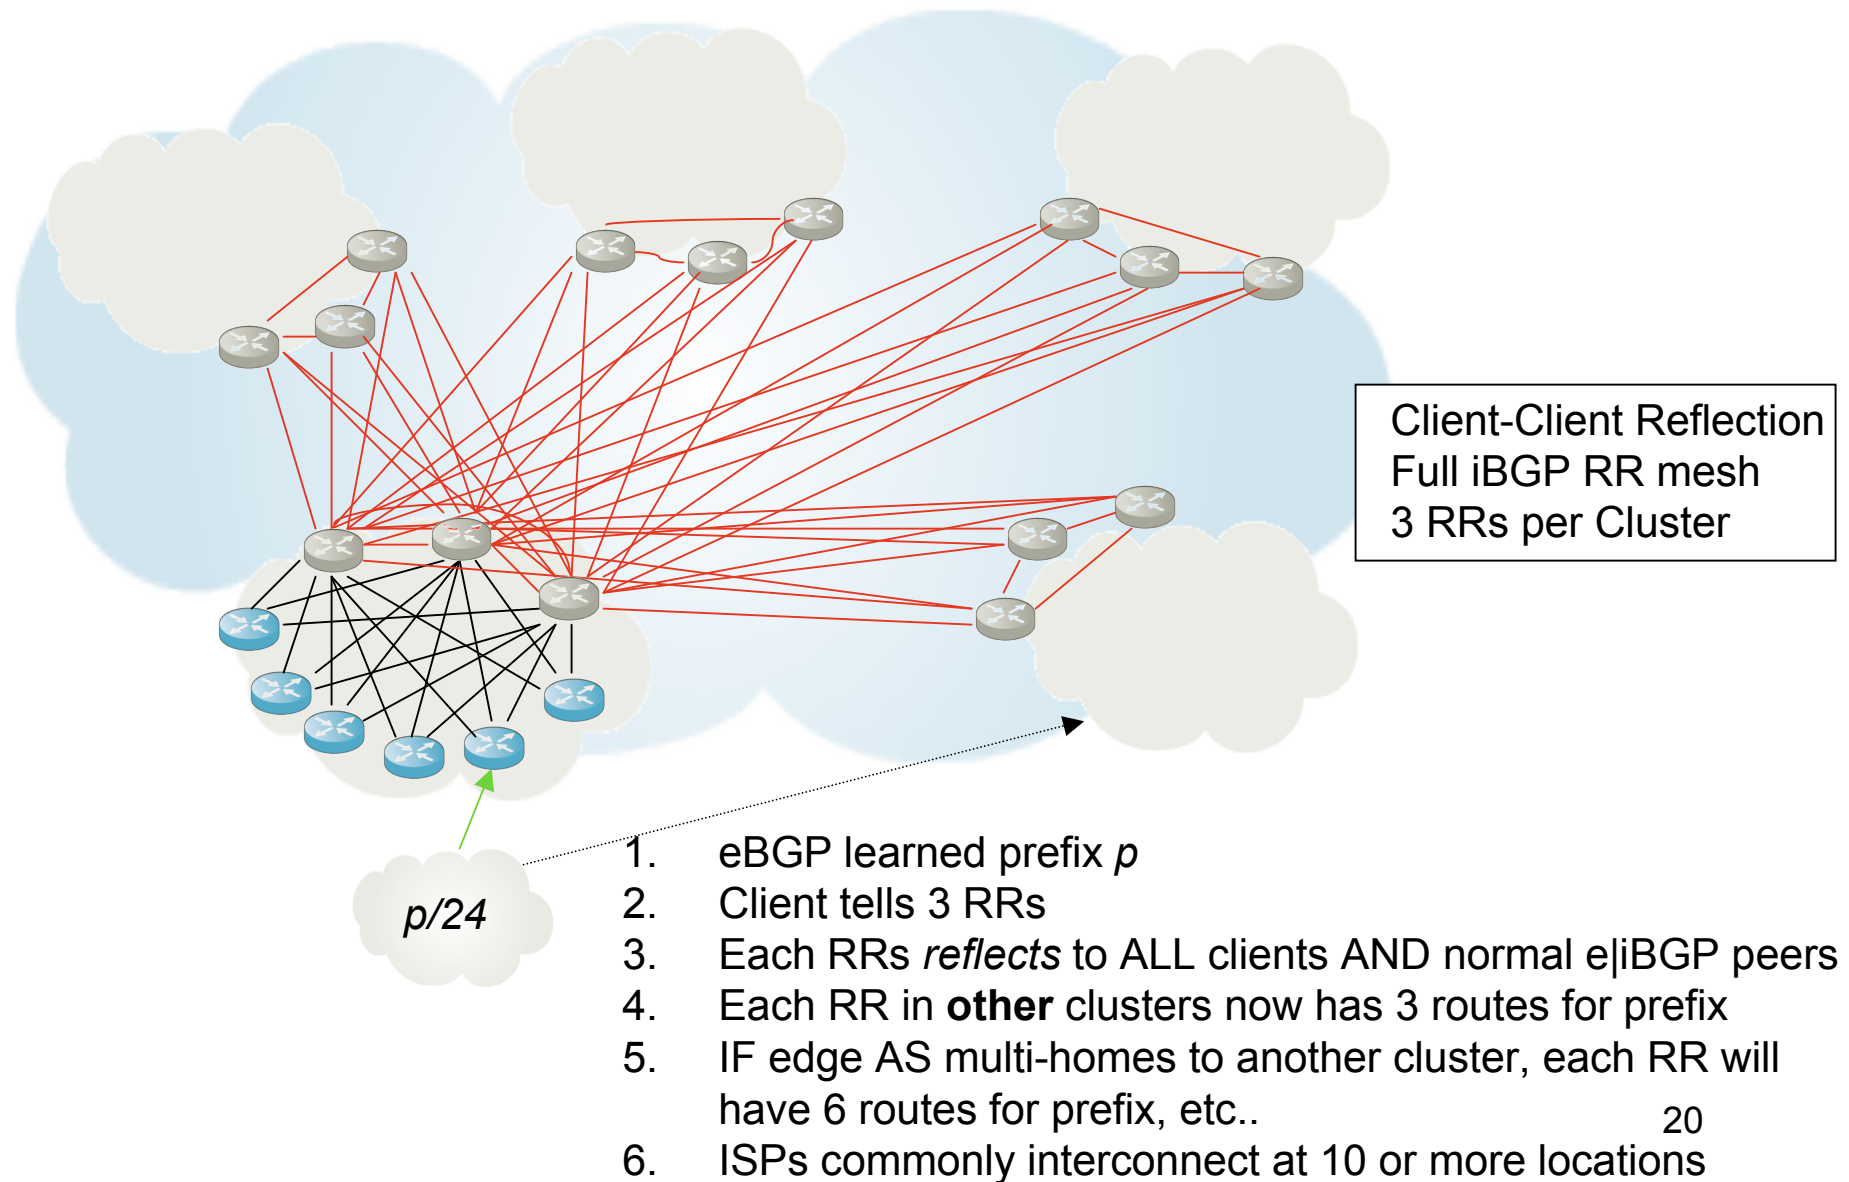 Client-Client Reflection
Full iBGP RR mesh
3 RRs per Cluster
p/24
1. eBGP learned prefix p
2. Client tells 3 RRs
3. Each RRs reflects to ALL clients AND normal e|iBGP peers
4. Each RR in other clusters now has 3 routes for prefix
5. IF edge AS multi-homes to another cluster, each RR will
have 6 routes for prefix, etc..
20
6. ISPs commonly interconnect at 10 or more locations